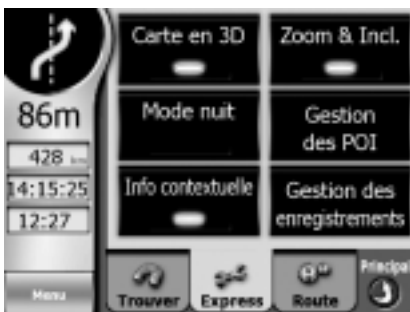 Carte en 3D
Zoom & Incl.
86m
Mode nuit
Gestion
des POI
428 km
14:15:25
12:27
Info contextuelle
Gestion des
enregistrements
Menu
Trouver
Express
Route
Principal